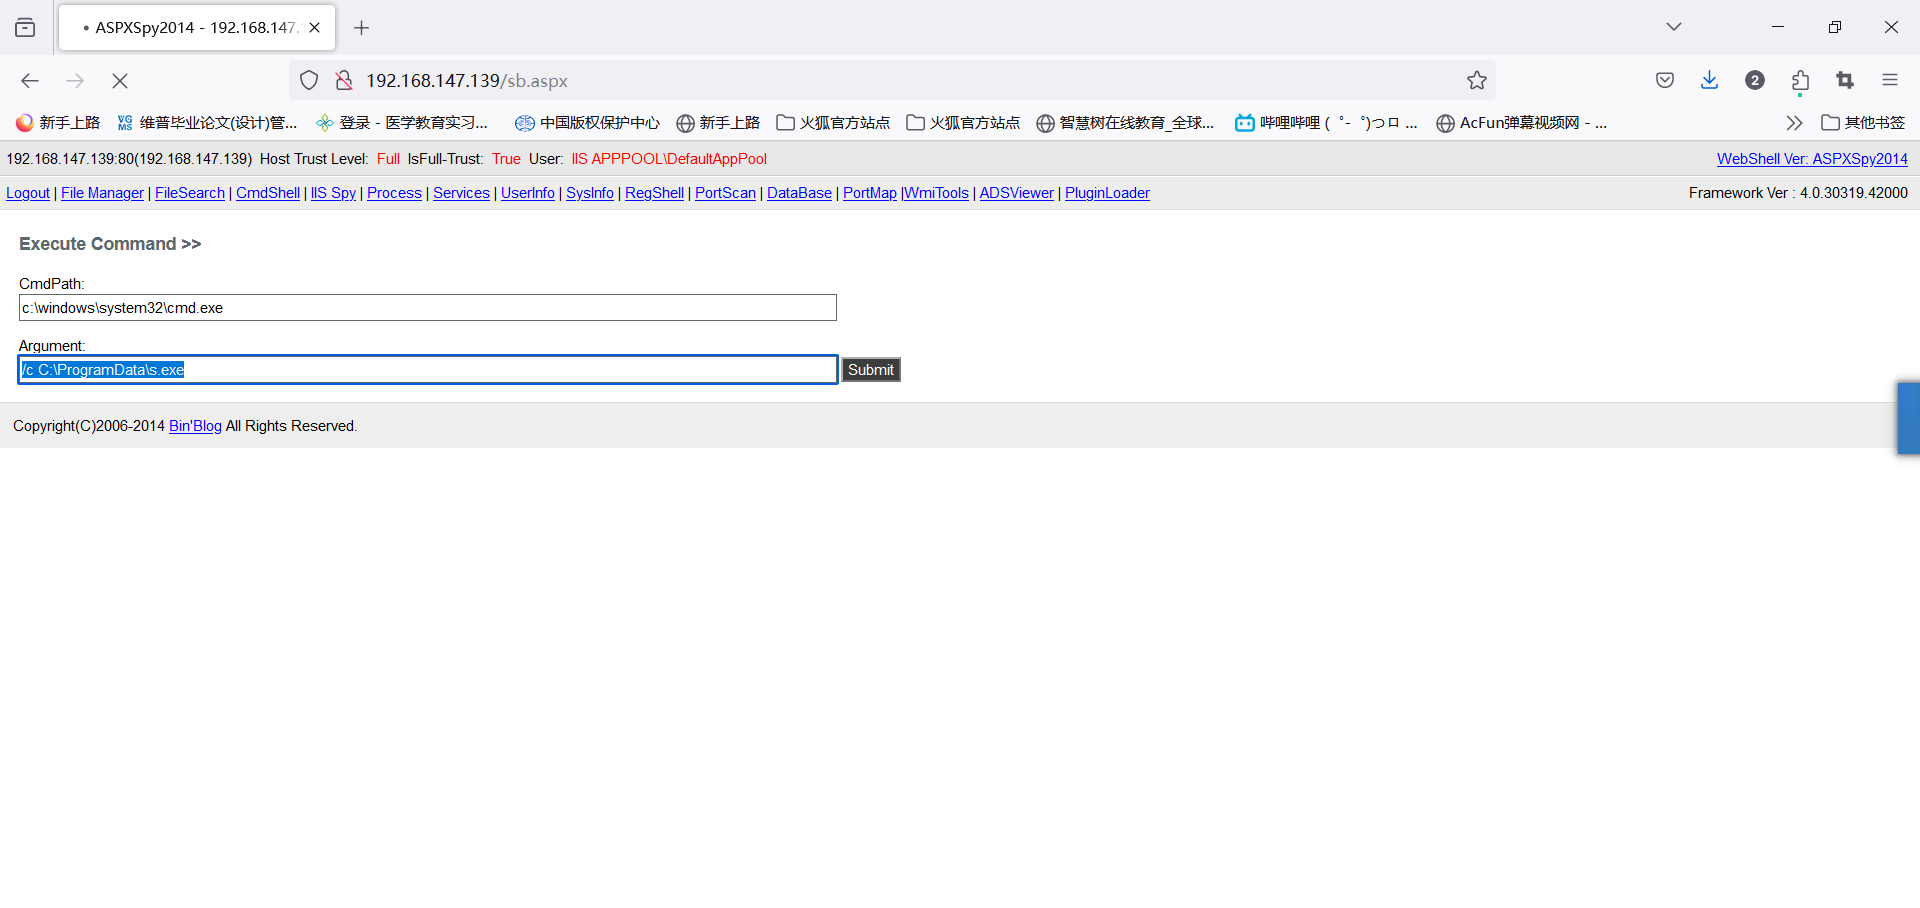 ASPXSpy2014 - 192.168.147.1
192.168.147.139/sb.aspx
2
新手上路 维普毕业论文(设计)管... 登录 - 医学教育实习... 中国版权保护中心 新手上路 火狐官方站点 火狐官方站点 智慧树在线教育_全球... 哔哩哔哩 ( ゜- ゜)つロ ... AcFun弹幕视频网 - ... 其他书签
192.168.147.139:80(192.168.147.139) Host Trust Level: Full IsFull-Trust: True User: IIS APPPOOL\DefaultAppPool WebShell Ver: ASPXSpy2014
Logout | File Manager | FileSearch | CmdShell | IIS Spy | Process | Services | UserInfo | SysInfo | RegShell | PortScan | DataBase | PortMap |WmiTools | ADSViewer | PluginLoader Framework Ver : 4.0.30319.42000
Execute Command >>
CmdPath:
c:\windows\system32\cmd.exe
Argument:
/c C:\ProgramData\s.exe Submit
Copyright(C)2006-2014 Bin'Blog All Rights Reserved.